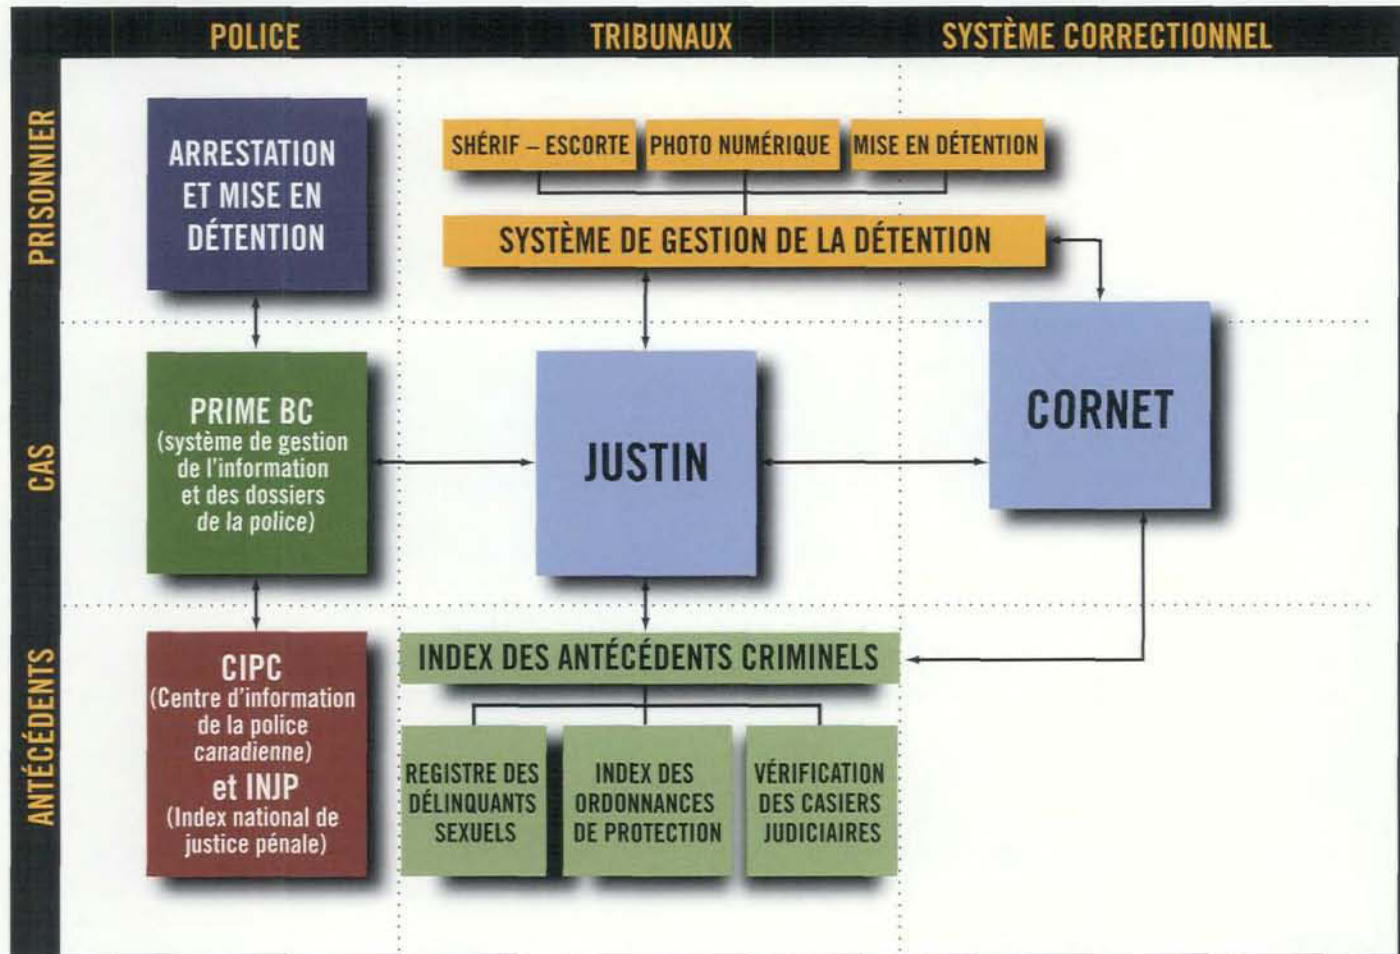 POLICE
TRIBUNAUX
SYSTÈME CORRECTIONNEL
PRISONNIER
ARRESTATION
ET MISE EN
DÉTENTION
SHÉRIF – ESCORTE
PHOTO NUMÉRIQUE
MISE EN DÉTENTION
SYSTÈME DE GESTION DE LA DÉTENTION
CAS
PRIME BC
(système de gestion
de l'information
et des dossiers
de la police)
JUSTIN
CORNET
ANTÉCÉDENTS
CIPC
(Centre d'information
de la police
canadienne)
et INJP
(Index national de
justice pénale)
INDEX DES ANTÉCÉDENTS CRIMINELS
REGISTRE DES
DÉLINQUANTS
SEXUELS
INDEX DES
ORDONNANCES
DE PROTECTION
VÉRIFICATION
DES CASIERS
JUDICIAIRES